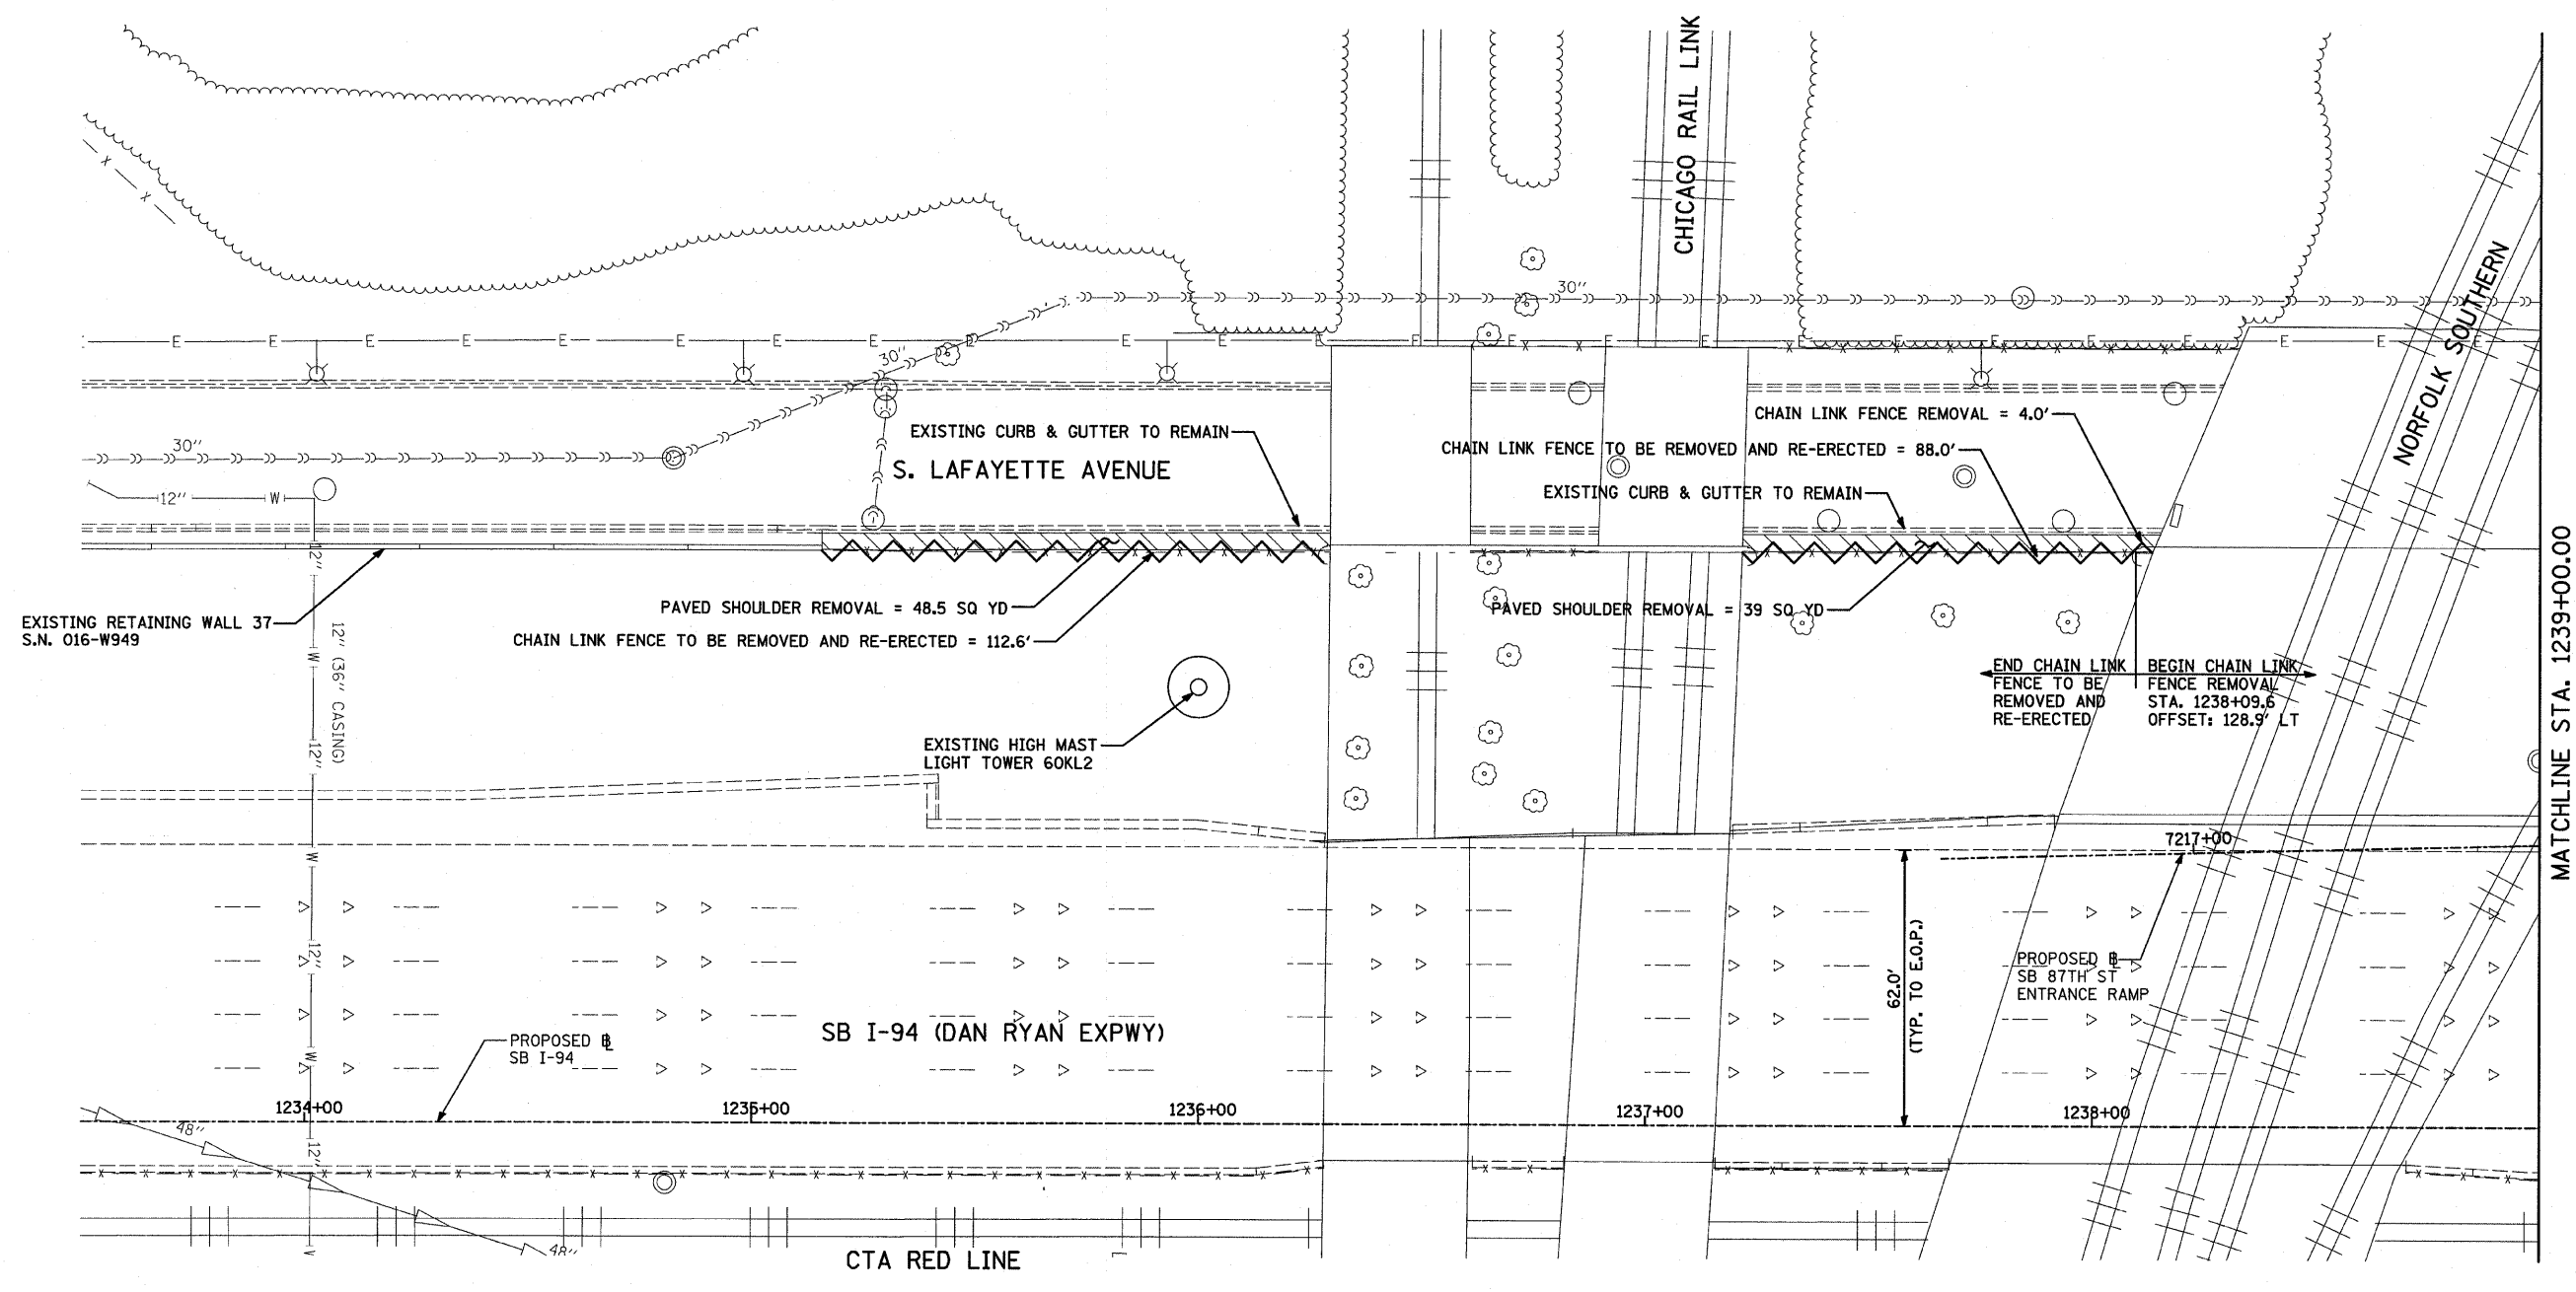 CHICAGO RAIL LINK
30"
E E E E E E E E E E E E E E E E E E E E E E
30"
NORFOLK SOUTHERN
CHAIN LINK FENCE REMOVAL = 4.0'
EXISTING CURB & GUTTER TO REMAIN
30"
CHAIN LINK FENCE TO BE REMOVED AND RE-ERECTED = 88.0'
S. LAFAYETTE AVENUE
12" W
EXISTING CURB & GUTTER TO REMAIN
12"
PAVED SHOULDER REMOVAL = 48.5 SQ YD
PAVED SHOULDER REMOVAL = 39 SQ YD
EXISTING RETAINING WALL 37
S.N. 016-W949
CHAIN LINK FENCE TO BE REMOVED AND RE-ERECTED = 112.6'
12" (36" CASING)
W
12"
END CHAIN LINK
FENCE TO BE
REMOVED AND
RE-ERECTED
BEGIN CHAIN LINK
FENCE REMOVAL
STA. 1238+09.6
OFFSET: 128.9' LT
MATCHLINE STA. 1239+00.00
EXISTING HIGH MAST
LIGHT TOWER 60KL2
7217+00
W
12"
62.0'
(TYP. TO E.O.P.)
PROPOSED BL
SB 87TH ST
ENTRANCE RAMP
SB I-94 (DAN RYAN EXPWY)
PROPOSED BL
SB I-94
W
1234+00
1235+00
1236+00
1237+00
1238+00
48"
12"
48"
CTA RED LINE